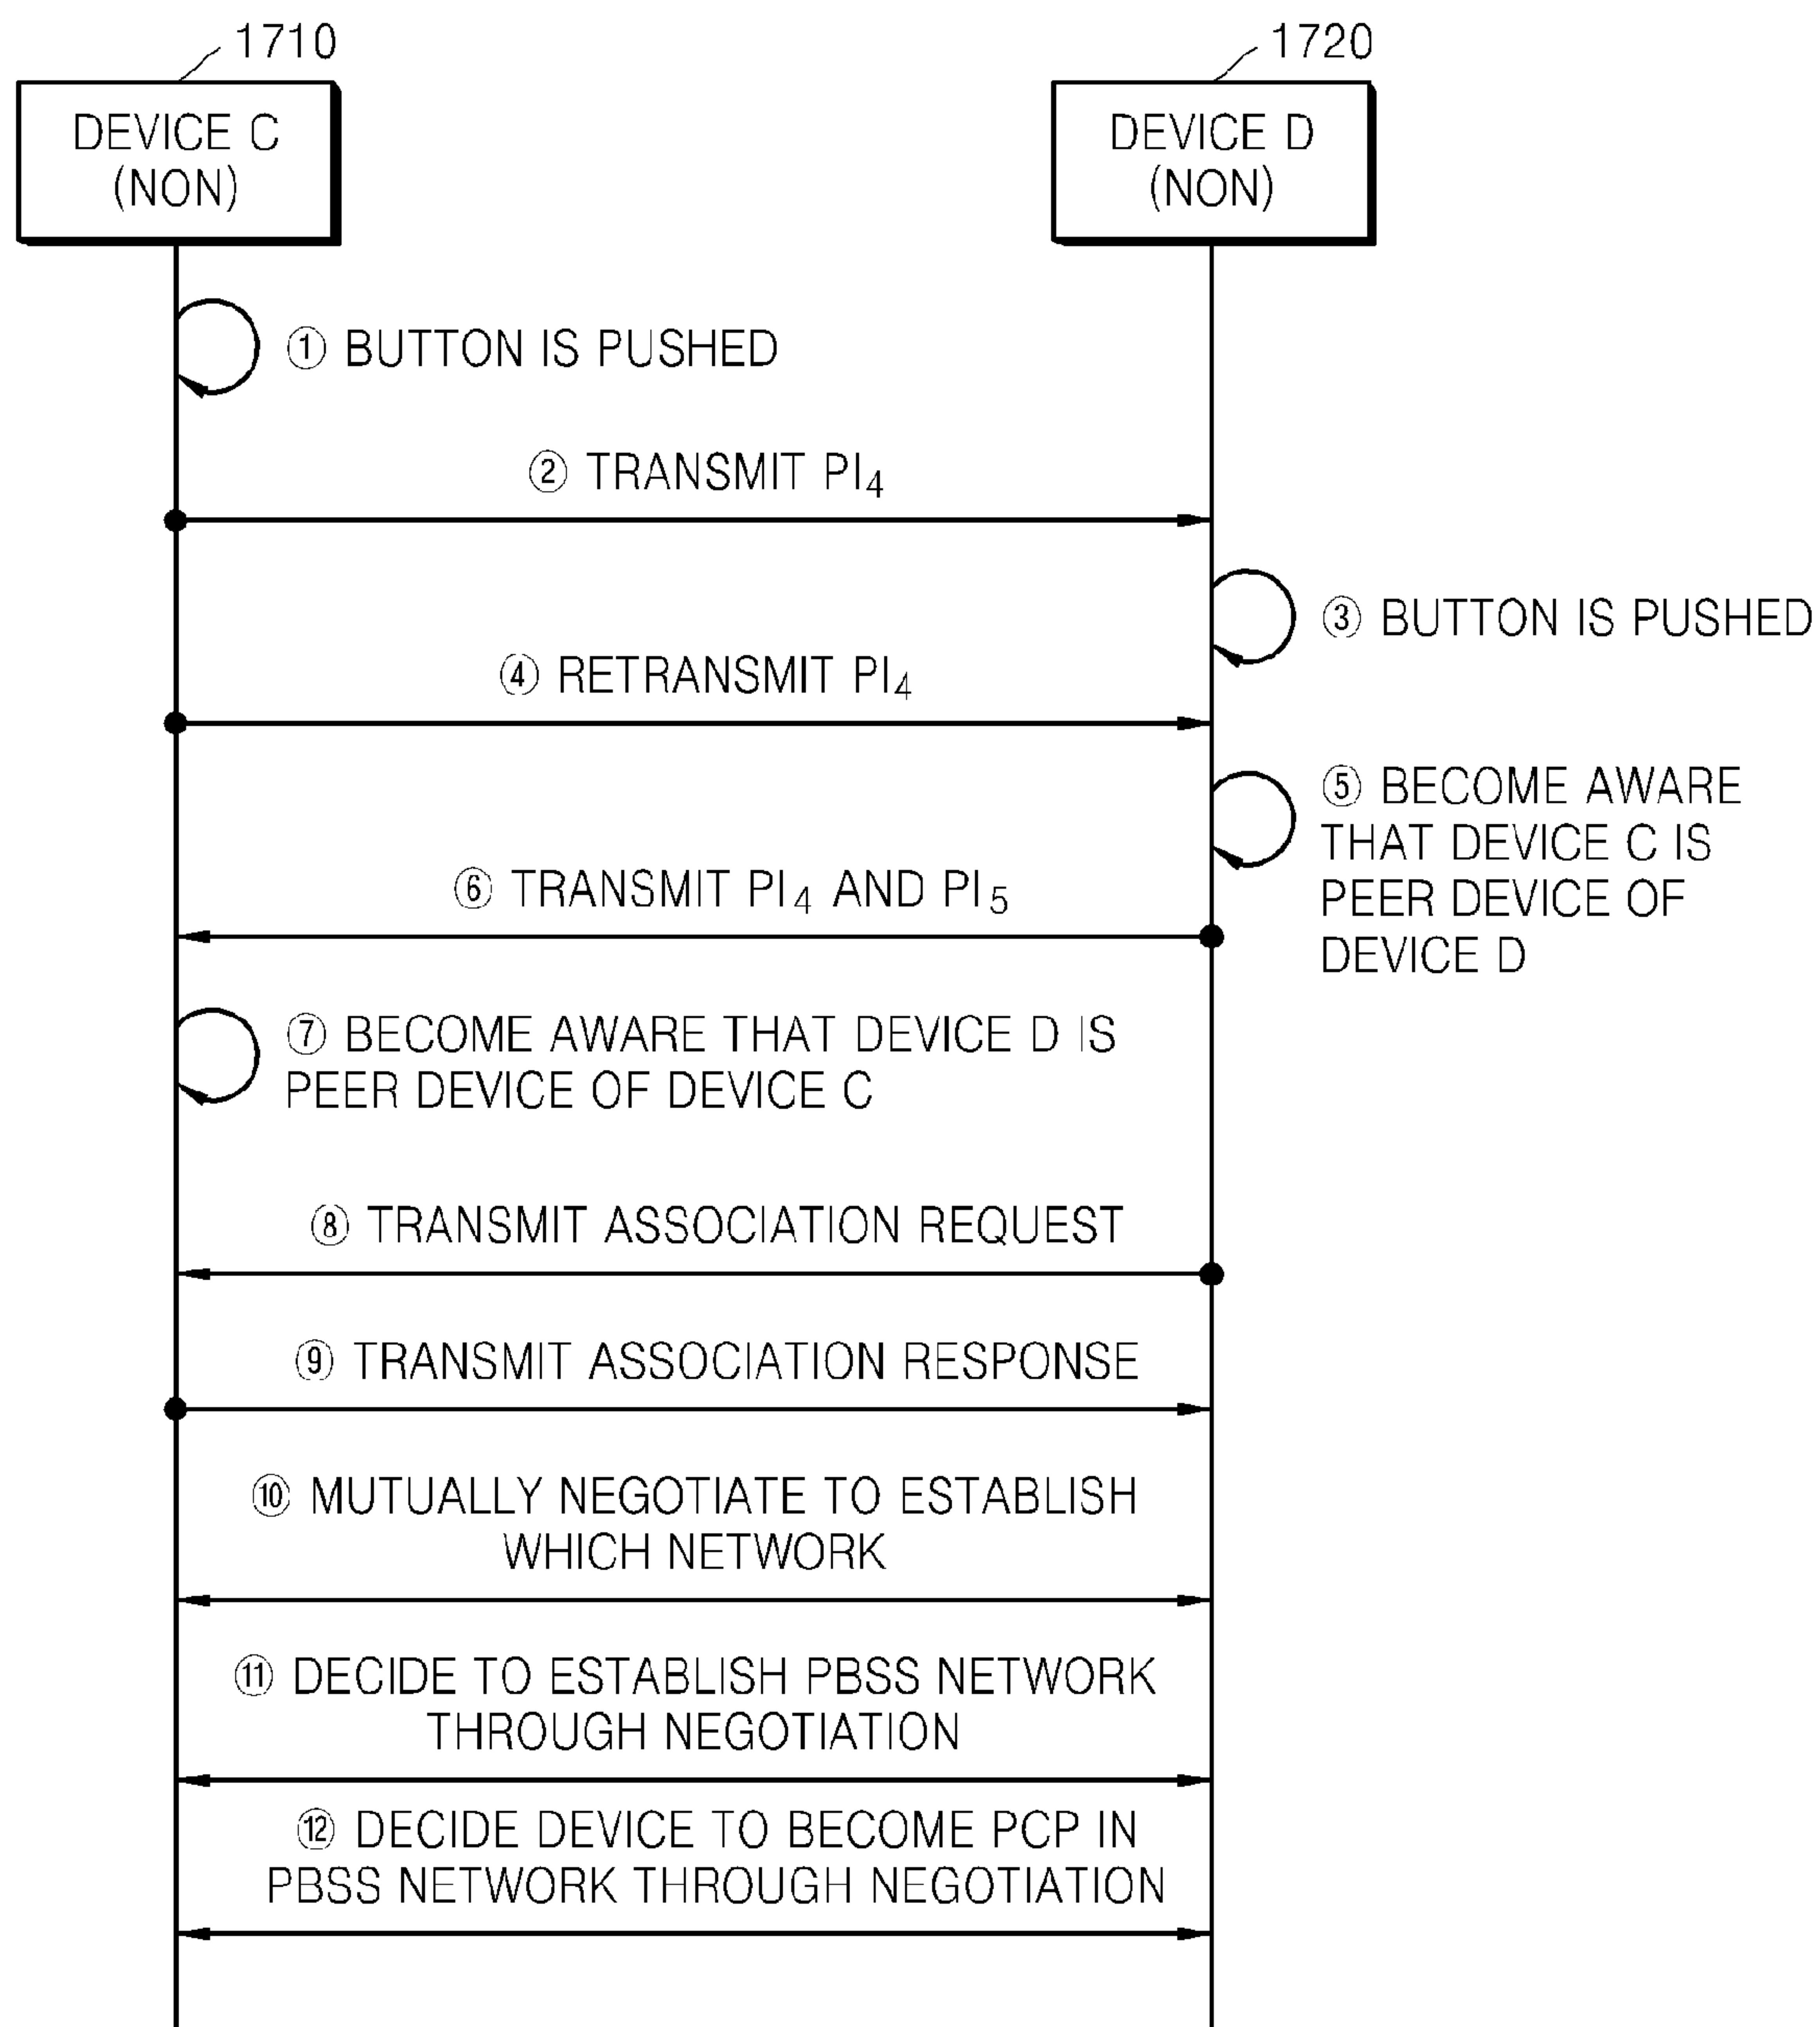 1710
1720
DEVICE C
(NON)
DEVICE D
(NON)
① BUTTON IS PUSHED
② TRANSMIT PI₄
③ BUTTON IS PUSHED
④ RETRANSMIT PI₄
⑤ BECOME AWARE
THAT DEVICE C IS
PEER DEVICE OF
DEVICE D
⑥ TRANSMIT PI₄ AND PI₅
⑦ BECOME AWARE THAT DEVICE D IS
PEER DEVICE OF DEVICE C
⑧ TRANSMIT ASSOCIATION REQUEST
⑨ TRANSMIT ASSOCIATION RESPONSE
⑩ MUTUALLY NEGOTIATE TO ESTABLISH
WHICH NETWORK
⑪ DECIDE TO ESTABLISH PBSS NETWORK
THROUGH NEGOTIATION
⑫ DECIDE DEVICE TO BECOME PCP IN
PBSS NETWORK THROUGH NEGOTIATION